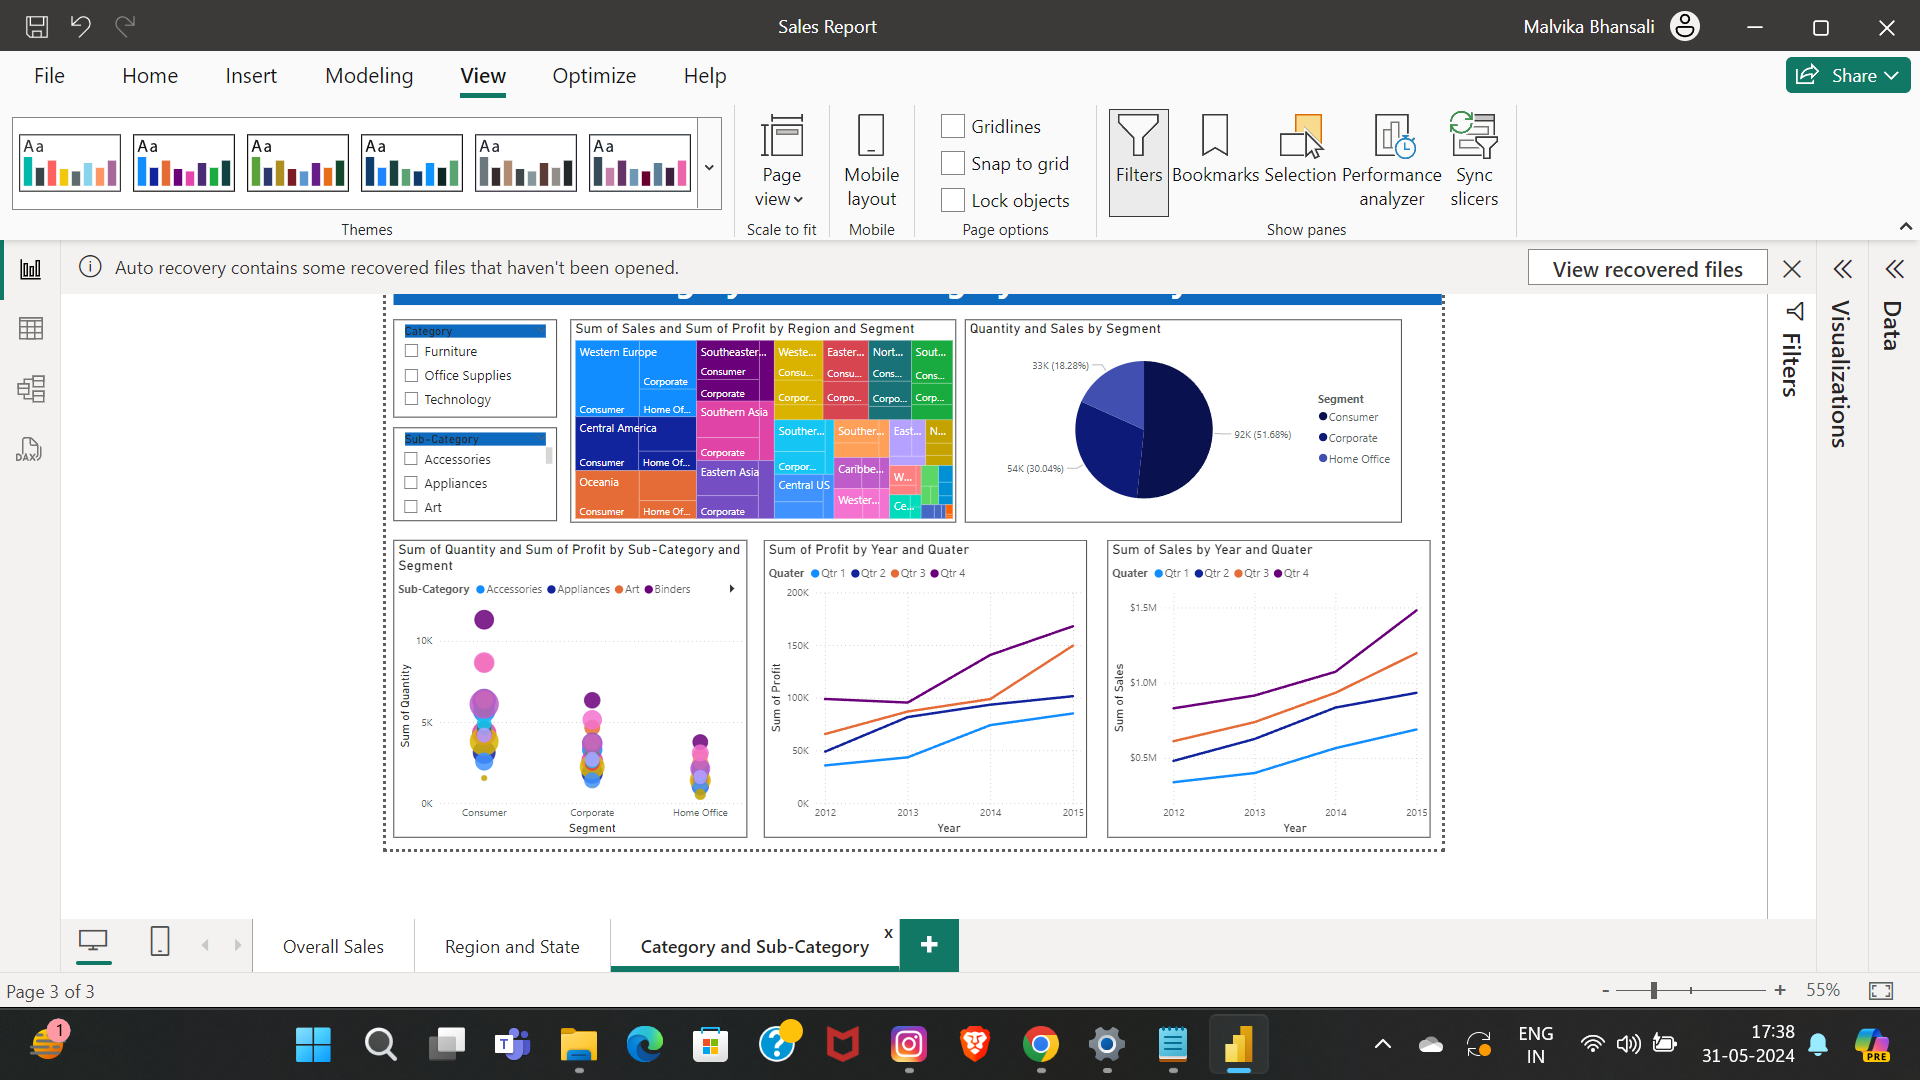 Sales Report
Malvika Bhansali
File Home Insert Modeling View Optimize Help
Share
Aa Aa Aa Aa Aa Aa
Page view
Mobile layout
Gridlines
Snap to grid
Lock objects
Filters Bookmarks Selection Performance analyzer Sync slicers
Themes Scale to fit Mobile Page options Show panes
Auto recovery contains some recovered files that haven't been opened.
View recovered files
Filters
Visualizations
Data
DAX
Category
Furniture
Office Supplies
Technology
Sub-Category
Accessories
Appliances
Art
Sum of Sales and Sum of Profit by Region and Segment
Western Europe
Corporate
Consumer Home Of...
Central America
Consumer Home Of...
Oceania
Consumer Home Of...
Southeaster...
Consumer
Corporate
Southern Asia
Corporate
Eastern Asia
Corporate
Weste...
Consu...
Corpor...
Easter...
Consu...
Corpo...
Nort...
Cons...
Corpo...
Sout...
Cons...
Corp...
Souther...
Corpor...
Central US
Souther...
Caribbe...
Wester...
East...
N...
W...
Ce...
Quantity and Sales by Segment
33K (18.28%)
92K (51.68%)
54K (30.04%)
Segment
Consumer
Corporate
Home Office
Sum of Quantity and Sum of Profit by Sub-Category and
Segment
Sub-Category Accessories Appliances Art Binders
10K
5K
0K
Sum of Quantity
Consumer Corporate Home Office
Segment
Sum of Profit by Year and Quater
Quater Qtr 1 Qtr 2 Qtr 3 Qtr 4
200K
150K
100K
50K
0K
Sum of Profit
2012 2013 2014 2015
Year
Sum of Sales by Year and Quater
Quater Qtr 1 Qtr 2 Qtr 3 Qtr 4
$1.5M
$1.0M
$0.5M
Sum of Sales
2012 2013 2014 2015
Year
Overall Sales Region and State Category and Sub-Category x +
Page 3 of 3
- + 55%
1
ENG
IN
17:38
31-05-2024
PRE